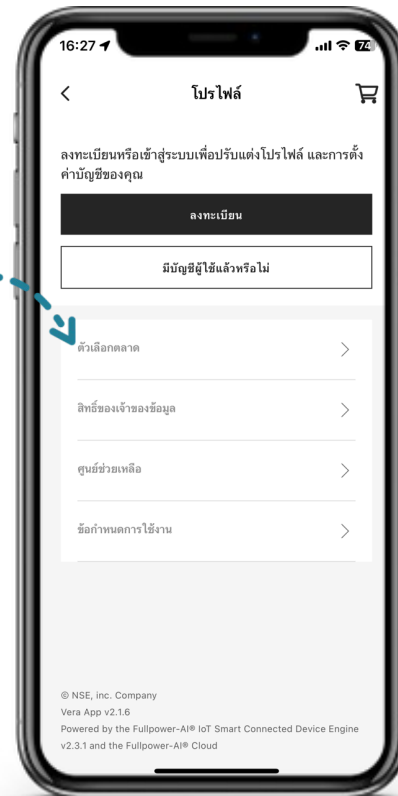 16:27
74
โปรไฟล์
ลงทะเบียนหรือเข้าสู่ระบบเพื่อปรับแต่งโปรไฟล์ และการตั้ง
ค่าบัญชีของคุณ
ลงทะเบียน
มีบัญชีผู้ใช้แล้วหรือไม่
ตัวเลือกตลาด
สิทธิ์ของเจ้าของข้อมูล
ศูนย์ช่วยเหลือ
ข้อกำหนดการใช้งาน
© NSE, inc. Company
Vera App v2.1.6
Powered by the Fullpower-AI® IoT Smart Connected Device Engine
v2.3.1 and the Fullpower-AI® Cloud